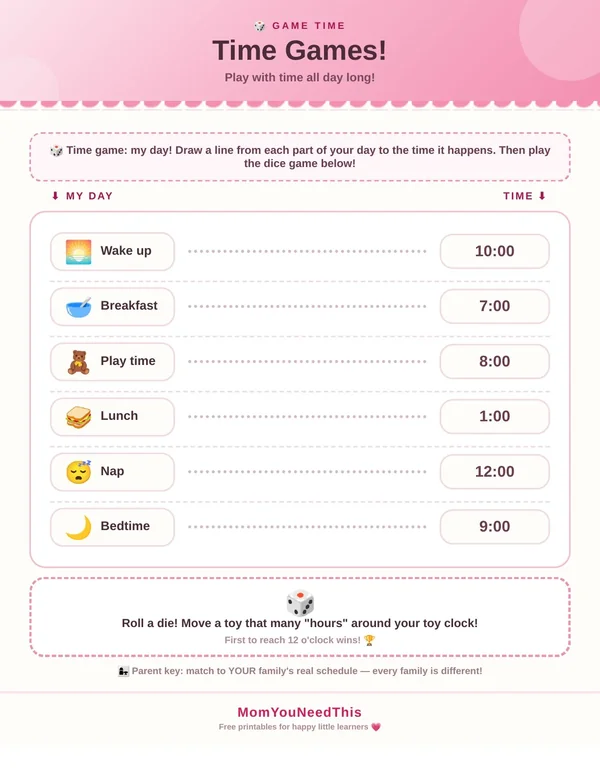 GAME TIME
Time Games!
Play with time all day long!
Time game: my day! Draw a line from each part of your day to the time it happens. Then play
the dice game below!
⬇ MY DAY
TIME ⬇
Wake up
10:00
Breakfast
7:00
Play time
8:00
Lunch
1:00
Nap
12:00
Bedtime
9:00
Roll a die! Move a toy that many "hours" around your toy clock!
First to reach 12 o'clock wins! 🏆
Parent key: match to YOUR family's real schedule — every family is different!
MomYouNeedThis
Free printables for happy little learners 💗